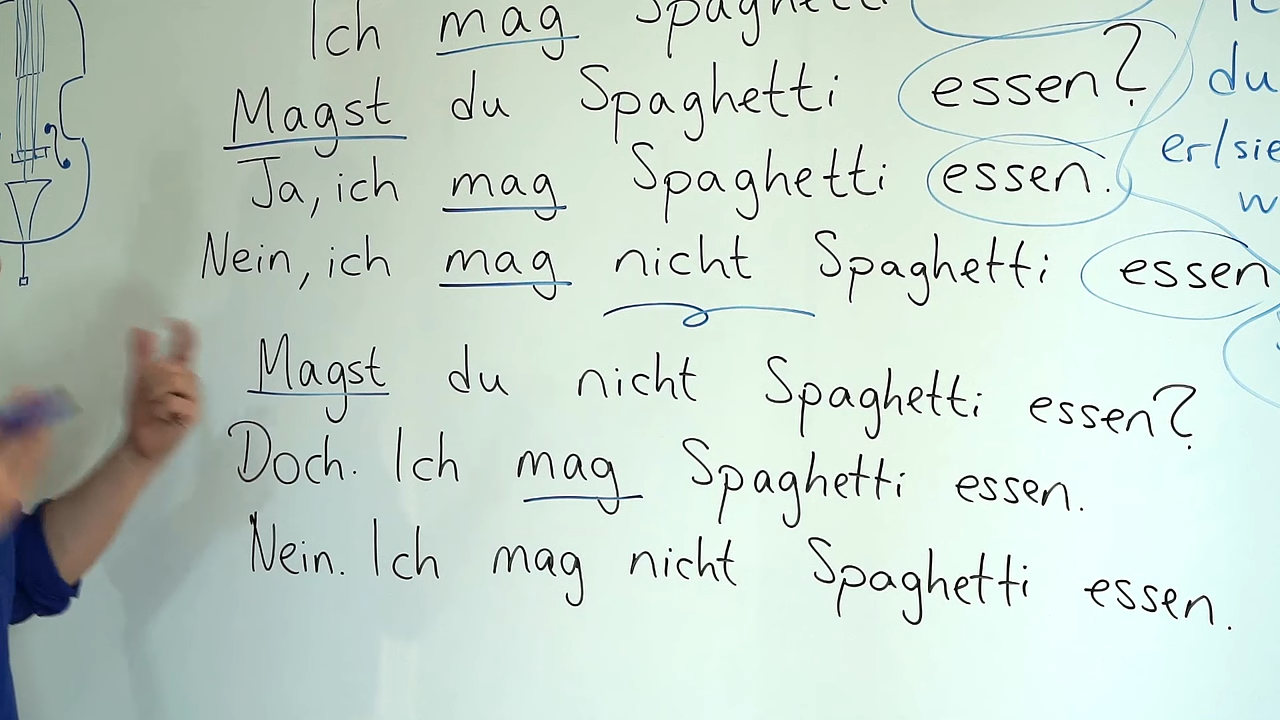 Ich mag Spaghetti
Magst du Spaghetti essen?
du
Ja, ich mag Spaghetti essen.
er/sie
Nein, ich mag nicht Spaghetti essen
Magst du nicht Spaghetti essen?
Doch. Ich mag Spaghetti essen.
Nein. Ich mag nicht Spaghetti essen.